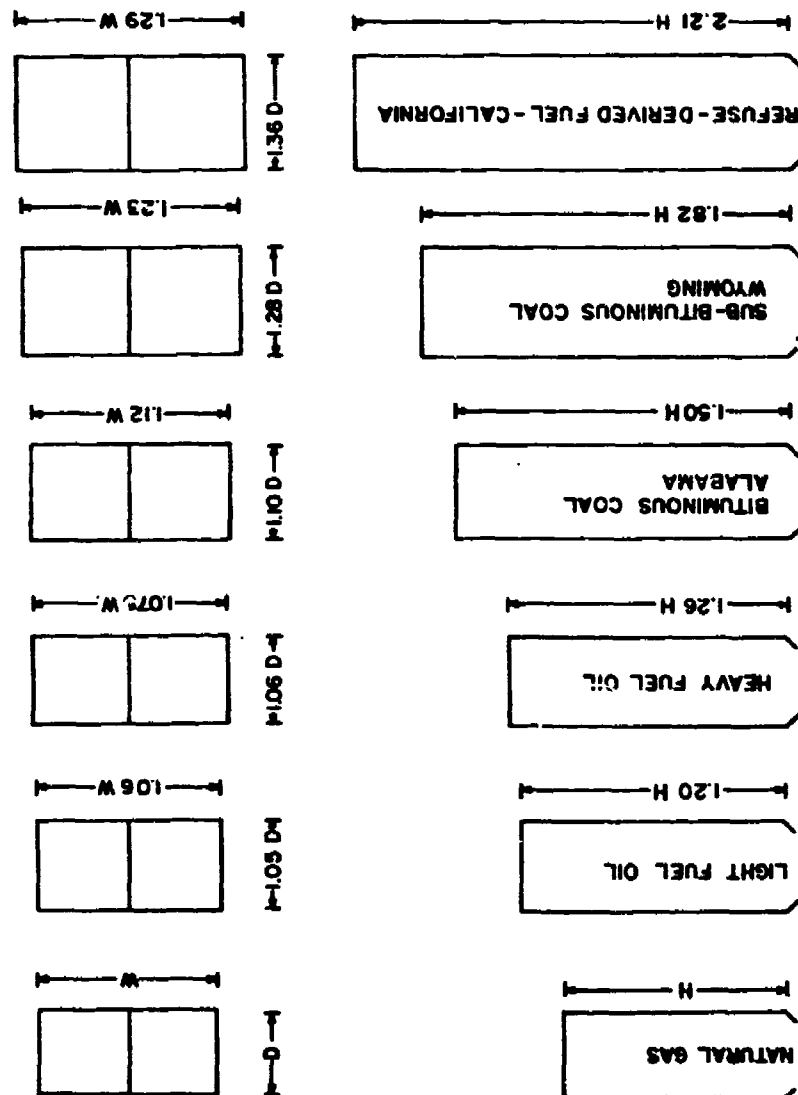 NATURAL GAS
D
H
W
LIGHT FUEL OIL
1.05 D
1.20 H
1.06 W
HEAVY FUEL OIL
1.06 D
1.26 H
1.075 W
BITUMINOUS COAL
ALABAMA
1.10 D
1.50 H
1.12 W
SUB-BITUMINOUS COAL
WYOMING
1.28 D
1.82 H
1.23 W
REFUSE-DERIVED FUEL-CALIFORNIA
1.36 D
2.21 H
1.29 W